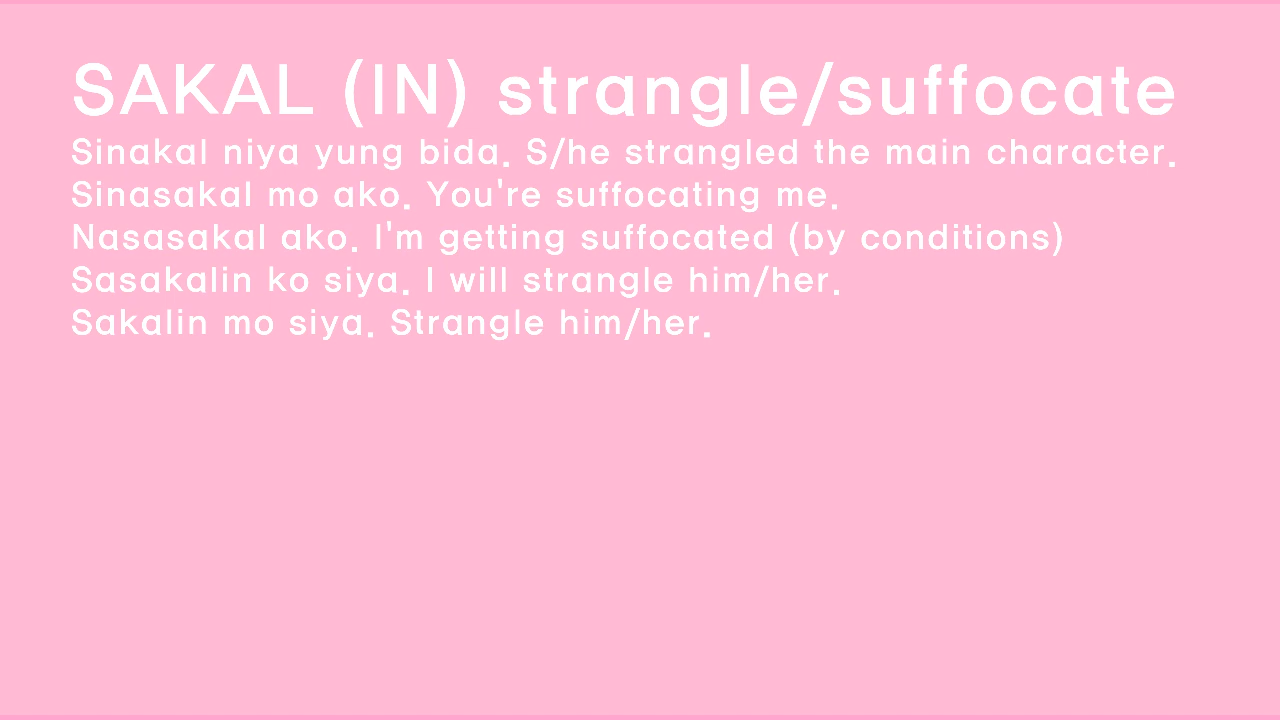 SAKAL (IN) strangle/suffocate
Sinakal niya yung bida. S/he strangled the main character.
Sinasakal mo ako. You're suffocating me.
Nasasakal ako. I'm getting suffocated (by conditions)
Sasakalin ko siya. I will strangle him/her.
Sakalin mo siya. Strangle him/her.